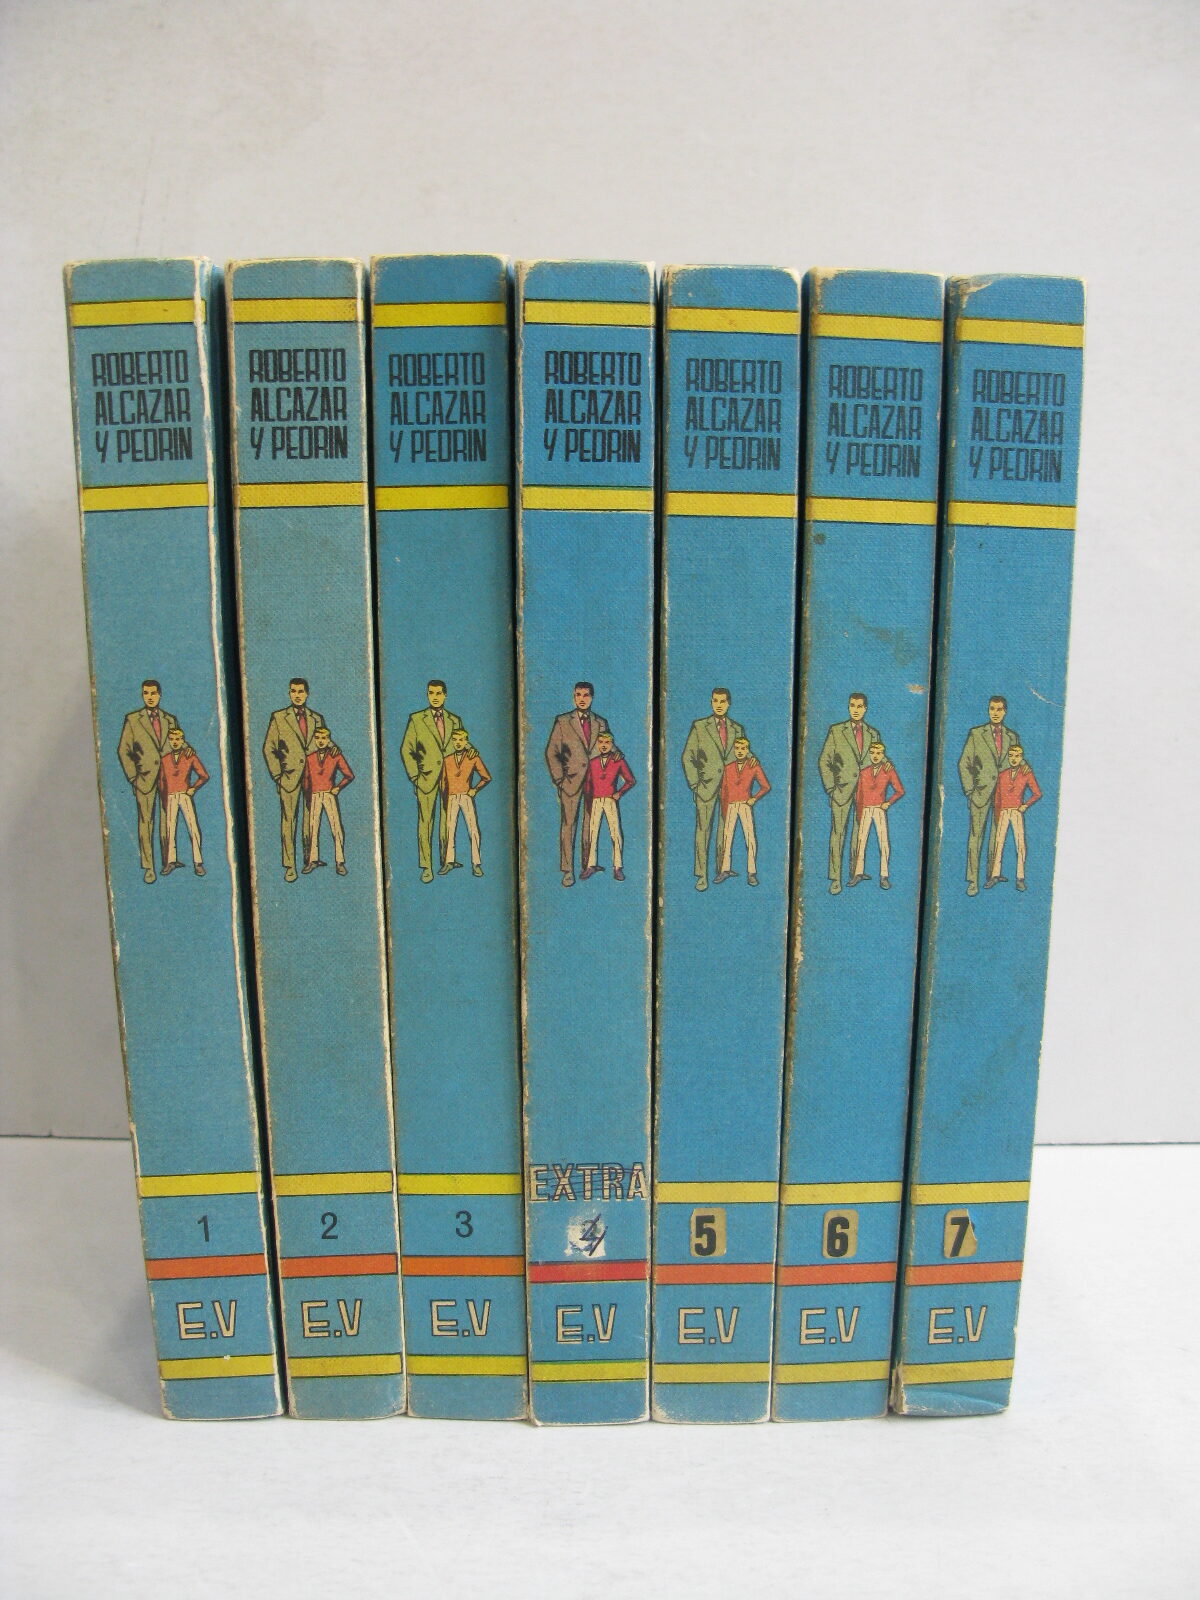 ROBERTO
ALCAZAR
Y PEDRIN
1
E.V
ROBERTO
ALCAZAR
Y PEDRIN
2
E.V
ROBERTO
ALCAZAR
Y PEDRIN
3
E.V
ROBERTO
ALCAZAR
Y PEDRIN
EXTRA
E.V
ROBERTO
ALCAZAR
Y PEDRIN
5
E.V
ROBERTO
ALCAZAR
Y PEDRIN
6
E.V
ROBERTO
ALCAZAR
Y PEDRIN
7
E.V